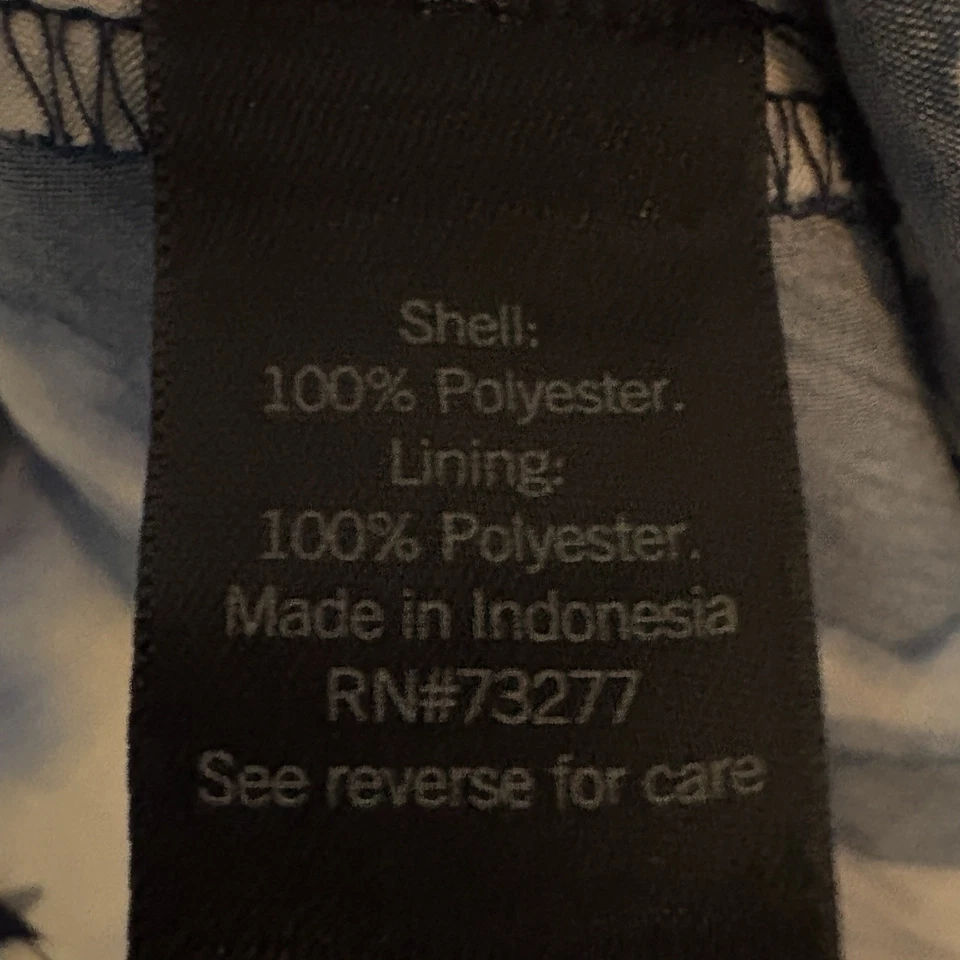 Shell:
100% Polyester.
Lining:
100% Polyester.
Made in Indonesia
RN#73277
See reverse for care